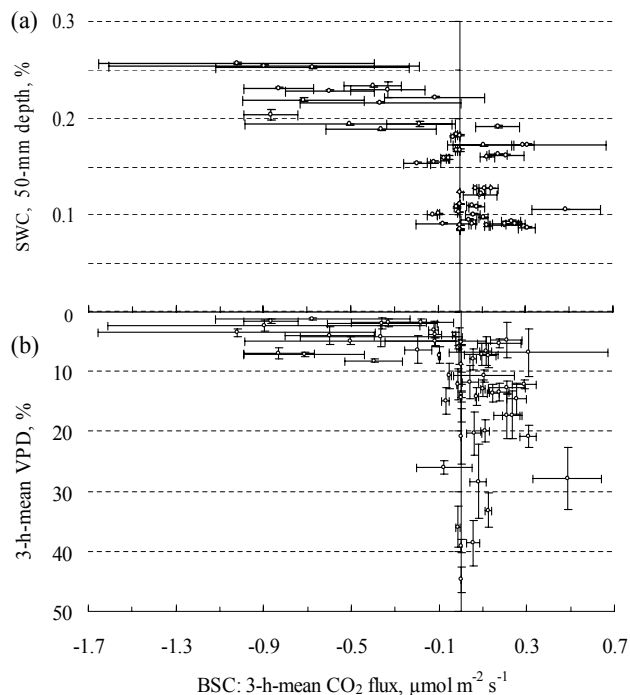 (a)
0.3
0.2
0.1
0
SWC, 50-mm depth, %
(b)
0
10
20
30
40
50
3-h-mean VPD, %
-1.7 -1.3 -0.9 -0.5 -0.1 0.3 0.7
BSC: 3-h-mean CO₂ flux, μmol m⁻² s⁻¹